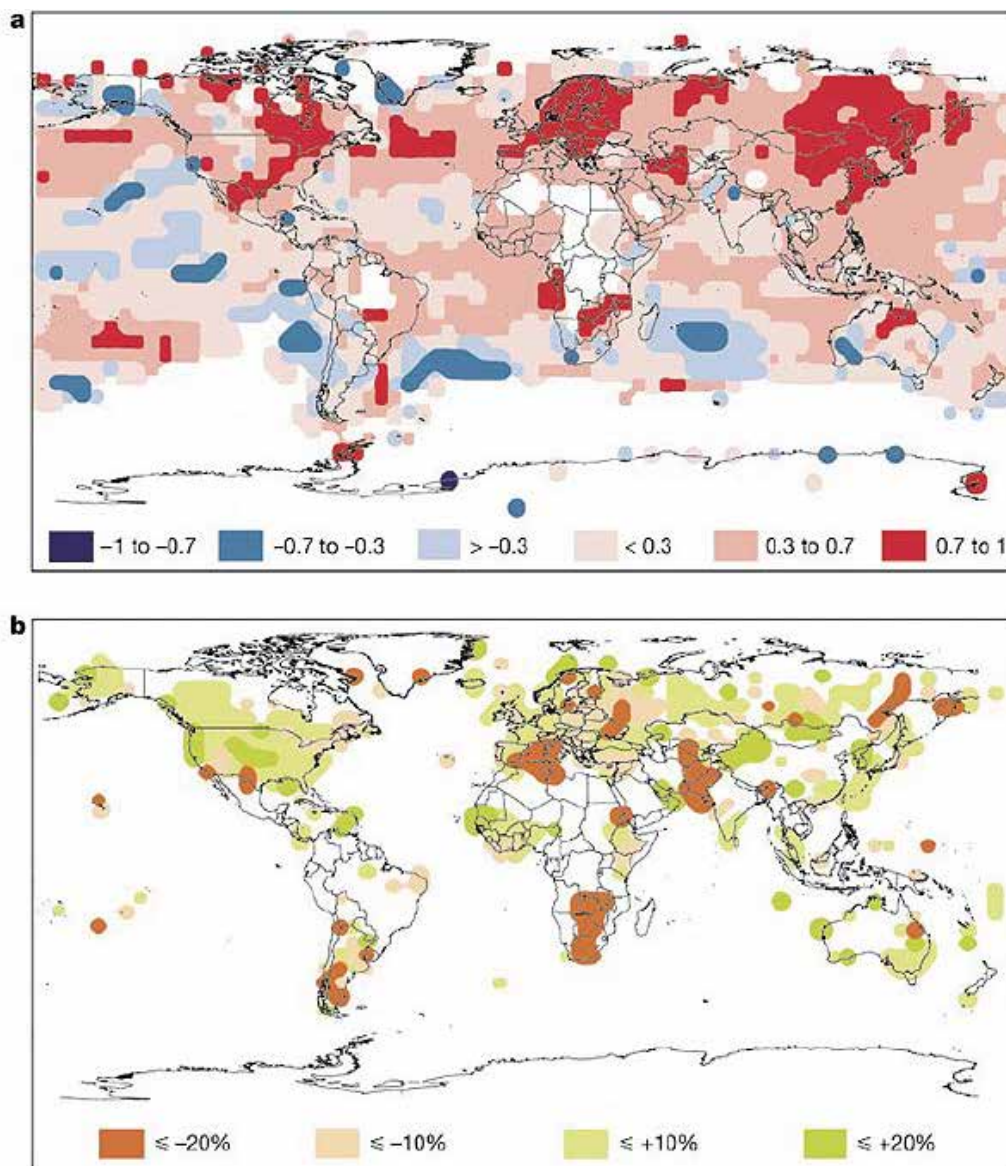 a
−1 to −0.7 −0.7 to −0.3 > −0.3 < 0.3 0.3 to 0.7 0.7 to 1
b
⩽ −20% ⩽ −10% ⩽ +10% ⩽ +20%